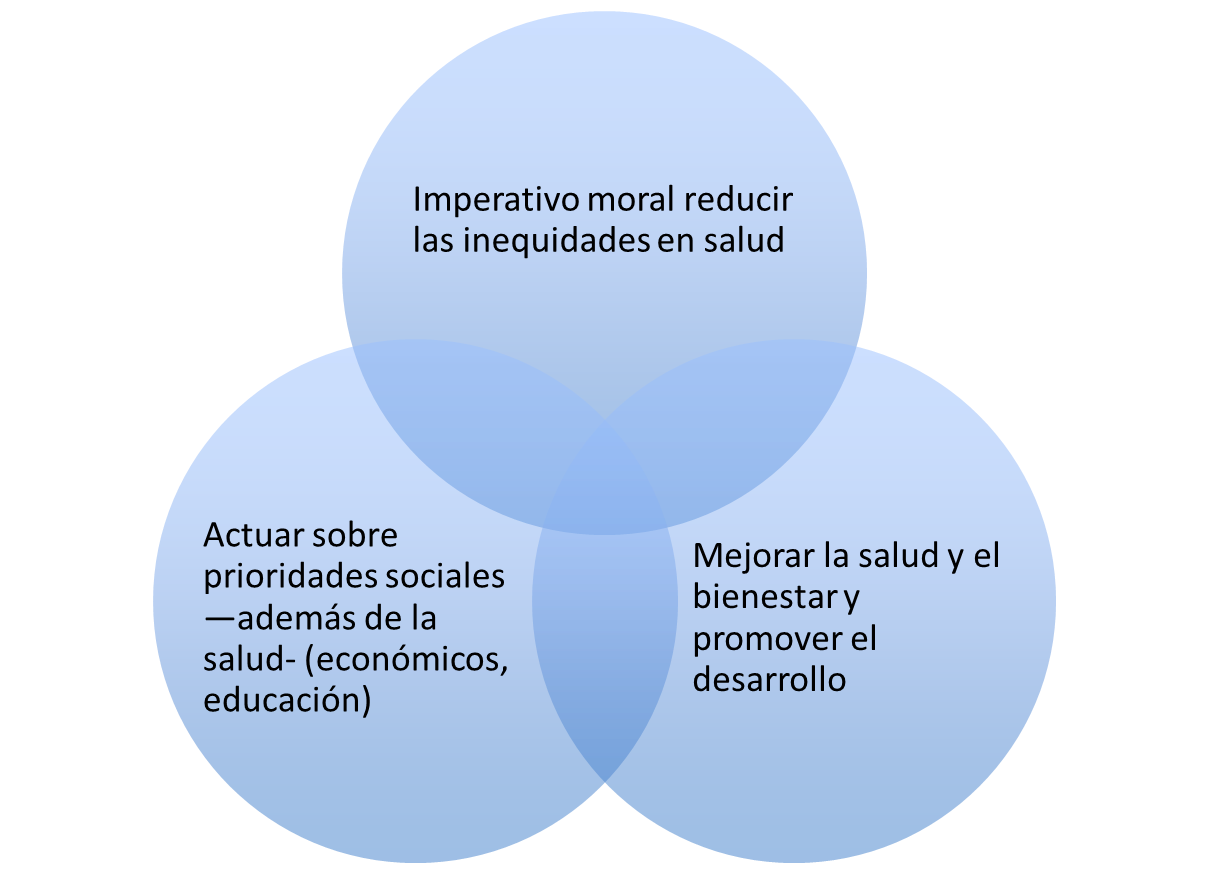 Imperativo moral reducir
las inequidades en salud
Actuar sobre
prioridades sociales
—además de la
salud- (económicos,
educación)
Mejorar la salud y el
bienestar y
promover el
desarrollo